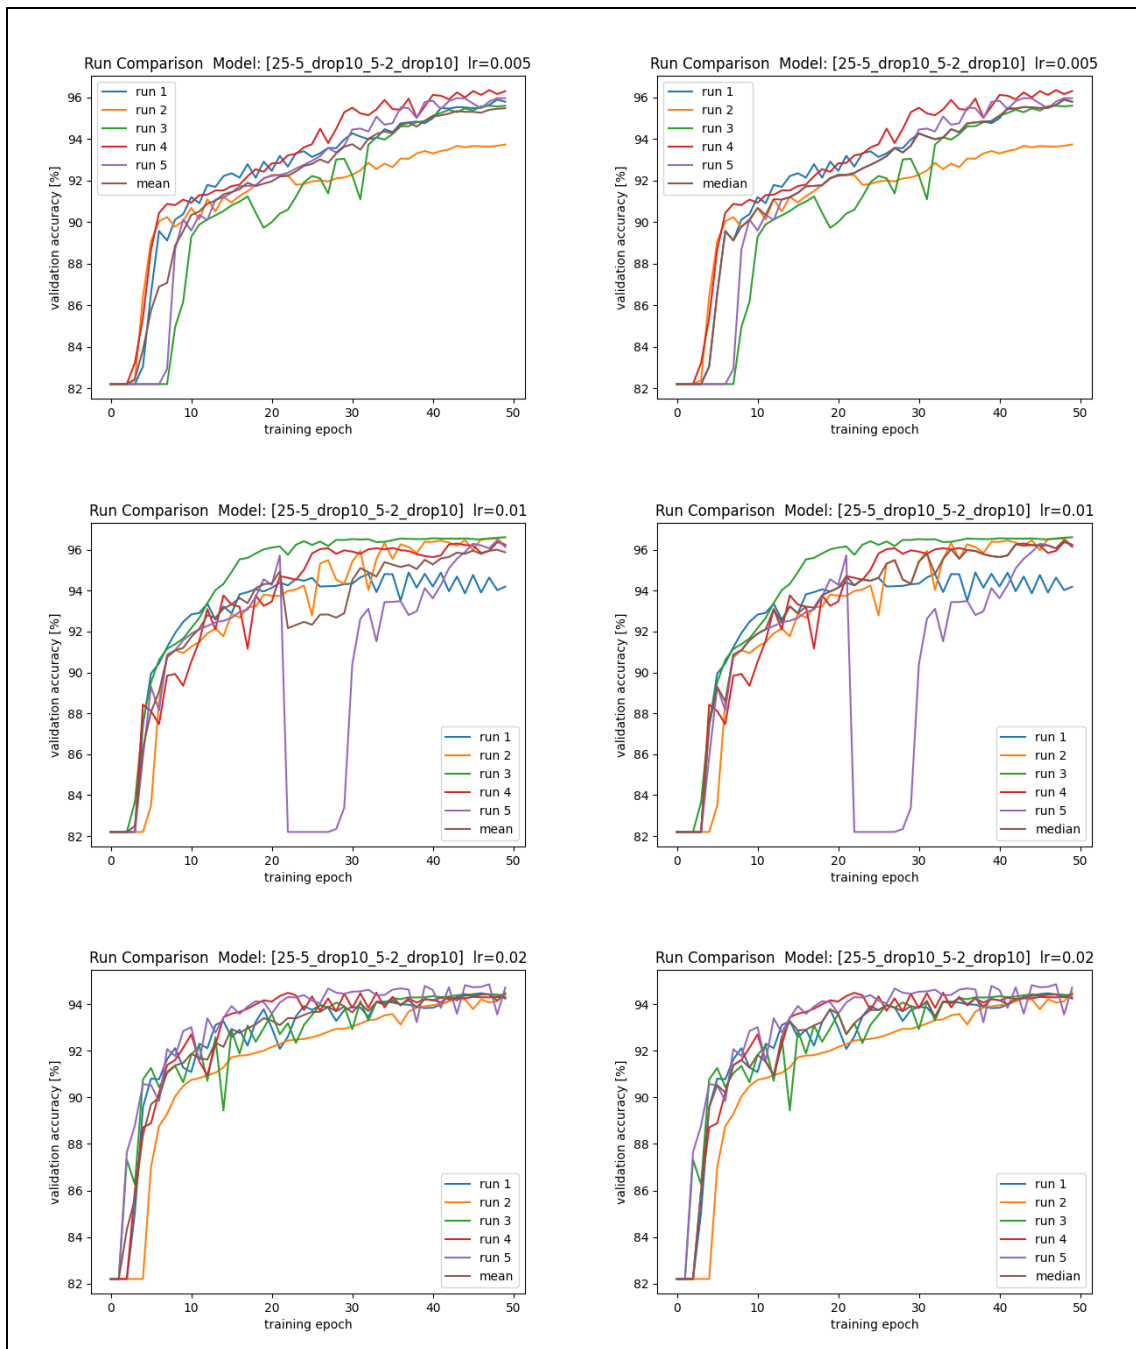 Run Comparison  Model: [25-5_drop10_5-2_drop10]  lr=0.005
run 1
run 2
run 3
run 4
run 5
mean
validation accuracy [%]
96
94
92
90
88
86
84
82
0 10 20 30 40 50
training epoch
Run Comparison  Model: [25-5_drop10_5-2_drop10]  lr=0.005
run 1
run 2
run 3
run 4
run 5
median
validation accuracy [%]
96
94
92
90
88
86
84
82
0 10 20 30 40 50
training epoch
Run Comparison  Model: [25-5_drop10_5-2_drop10]  lr=0.01
validation accuracy [%]
96
94
92
90
88
86
84
82
run 1
run 2
run 3
run 4
run 5
mean
0 10 20 30 40 50
training epoch
Run Comparison  Model: [25-5_drop10_5-2_drop10]  lr=0.01
validation accuracy [%]
96
94
92
90
88
86
84
82
run 1
run 2
run 3
run 4
run 5
median
0 10 20 30 40 50
training epoch
Run Comparison  Model: [25-5_drop10_5-2_drop10]  lr=0.02
validation accuracy [%]
94
92
90
88
86
84
82
run 1
run 2
run 3
run 4
run 5
mean
0 10 20 30 40 50
training epoch
Run Comparison  Model: [25-5_drop10_5-2_drop10]  lr=0.02
validation accuracy [%]
94
92
90
88
86
84
82
run 1
run 2
run 3
run 4
run 5
median
0 10 20 30 40 50
training epoch